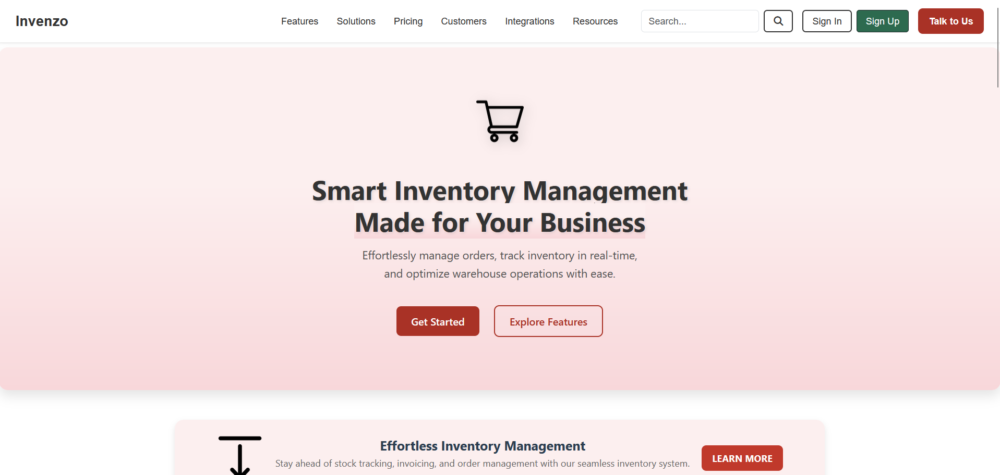 Invenzo
Features
Solutions
Pricing
Customers
Integrations
Resources
Search...
Sign In
Sign Up
Talk to Us
Smart Inventory Management
Made for Your Business
Effortlessly manage orders, track inventory in real-time,
and optimize warehouse operations with ease.
Get Started
Explore Features
Effortless Inventory Management
Stay ahead of stock tracking, invoicing, and order management with our seamless inventory system.
LEARN MORE